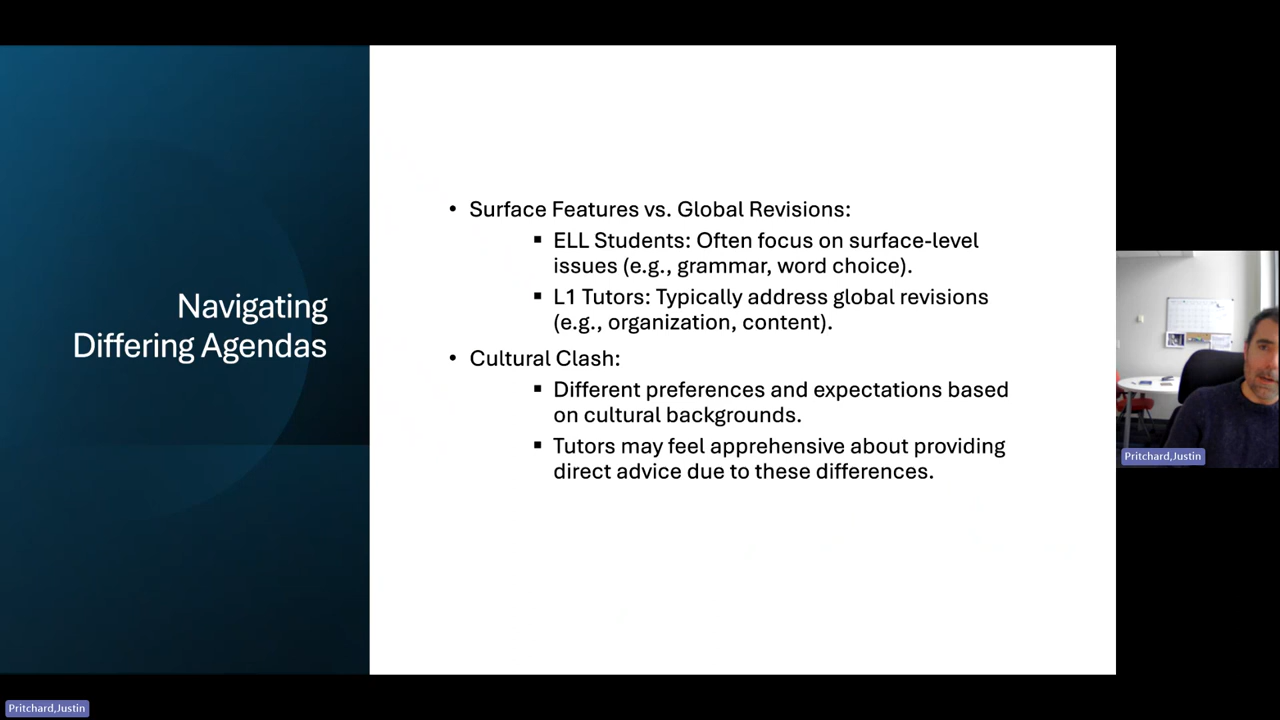 Navigating
Differing Agendas
• Surface Features vs. Global Revisions:
▪ ELL Students: Often focus on surface-level
issues (e.g., grammar, word choice).
▪ L1 Tutors: Typically address global revisions
(e.g., organization, content).
• Cultural Clash:
▪ Different preferences and expectations based
on cultural backgrounds.
▪ Tutors may feel apprehensive about providing
direct advice due to these differences.
Pritchard,Justin
Pritchard,Justin